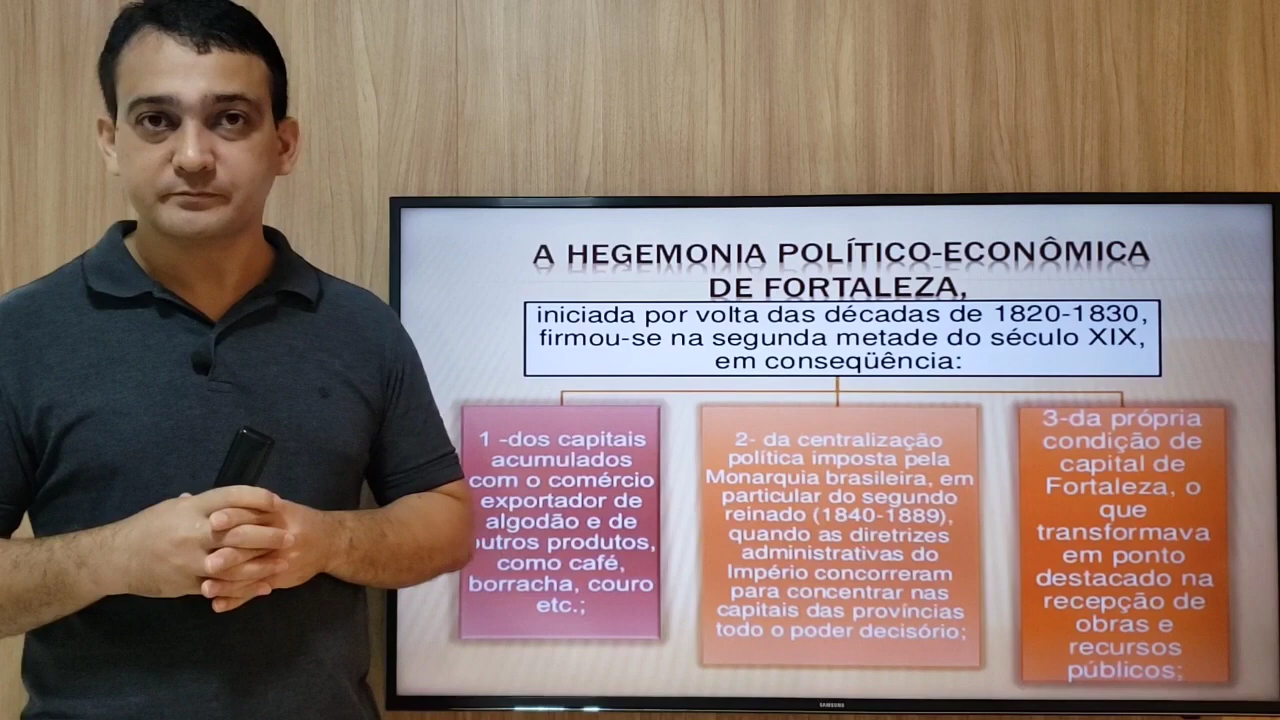 A HEGEMONIA POLÍTICO-ECONÔMICA
DE FORTALEZA,
iniciada por volta das décadas de 1820-1830,
firmou-se na segunda metade do século XIX,
em conseqüência:
1 -dos capitais
acumulados
com o comércio
exportador de
algodão e de
outros produtos,
como café,
borracha, couro
etc.;
2- da centralização
política imposta pela
Monarquia brasileira, em
particular do segundo
reinado (1840-1889),
quando as diretrizes
administrativas do
Império concorreram
para concentrar nas
capitais das províncias
todo o poder decisório;
3-da própria
condição de
capital de
Fortaleza, o
que
transformava
em ponto
destacado na
recepção de
obras e
recursos
públicos;
SAMSUNG